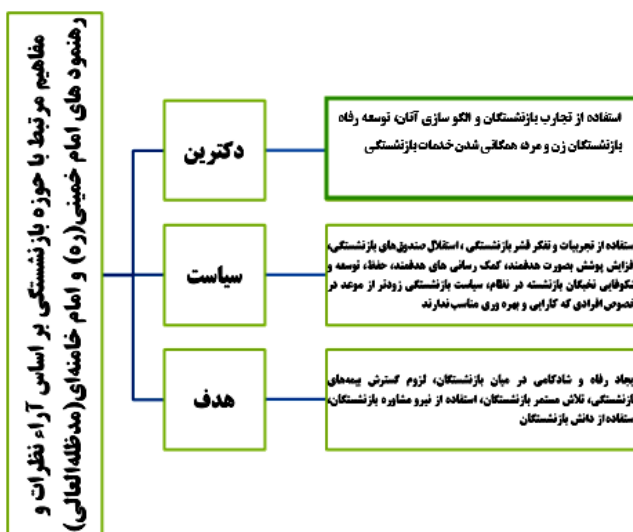 مفاهیم مرتبط با حوزه بازنشستگی بر اساس آراء نظرات و
رهنمود های امام خمینی(ره) و امام خامنه‌ای(مدظله‌العالی)
دکترین
استفاده از تجارب بازنشستگان و الگو سازی آنان، توسعه رفاه
بازنشستگان زن و مرد، همگانی شدن خدمات بازنشستگی
سیاست
ستفاده از تجربیات و تفکر قشر بازنشستگی ، استقلال صندوق‌های بازنشستگی،
فزایش پوشش بصورت هدفمند، کمک رسانی های هدفمند، حفظ، توسعه و
شکوفایی نخبگان بازنشسته در نظام، سیاست بازنشستگی زودتر از موعد در
خصوص افرادی که کارایی و بهره وری مناسب ندارند
هدف
یجاد رفاه و شادکامی در میان بازنشستگان، لزوم گسترش بیمه‌های
بازنشستگی، تلاش مستمر بازنشستگان، استفاده از نیرو مشاوره بازنشستگان،
ستفاده از دانش بازنشستگان